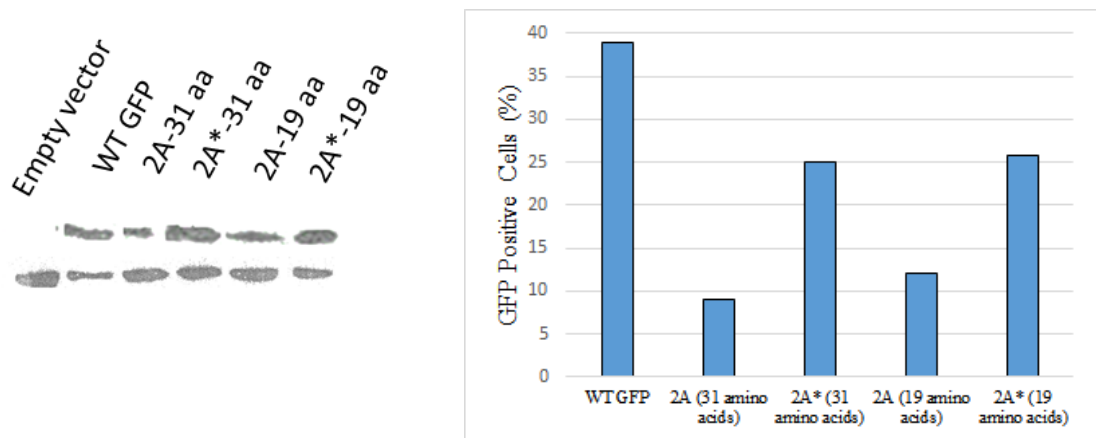 Empty vector
WT GFP
2A-31 aa
2A*-31 aa
2A-19 aa
2A*-19 aa
GFP Positive Cells (%)
40
35
30
25
20
15
10
5
0
WT GFP
2A (31 amino
acids)
2A* (31
amino acids)
2A (19 amino
acids)
2A* (19
amino acids)